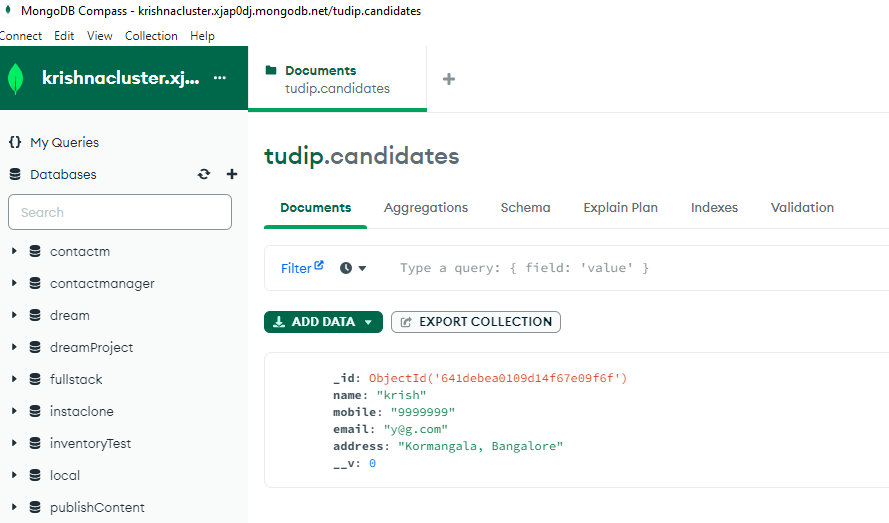 MongoDB Compass - krishnacluster.xjap0dj.mongodb.net/tudip.candidates
Connect Edit View Collection Help
krishnacluster.xj... ...
Documents
tudip.candidates
{} My Queries
Databases
Search
contactm
contactmanager
dream
dreamProject
fullstack
instaclone
inventoryTest
local
publishContent
tudip.candidates
Documents Aggregations Schema Explain Plan Indexes Validation
Filter Type a query: { field: 'value' }
ADD DATA EXPORT COLLECTION
_id: ObjectId('641debea0109d14f67e09f6f')
name: "krish"
mobile: "9999999"
email: "y@g.com"
address: "Kormangala, Bangalore"
__v: 0